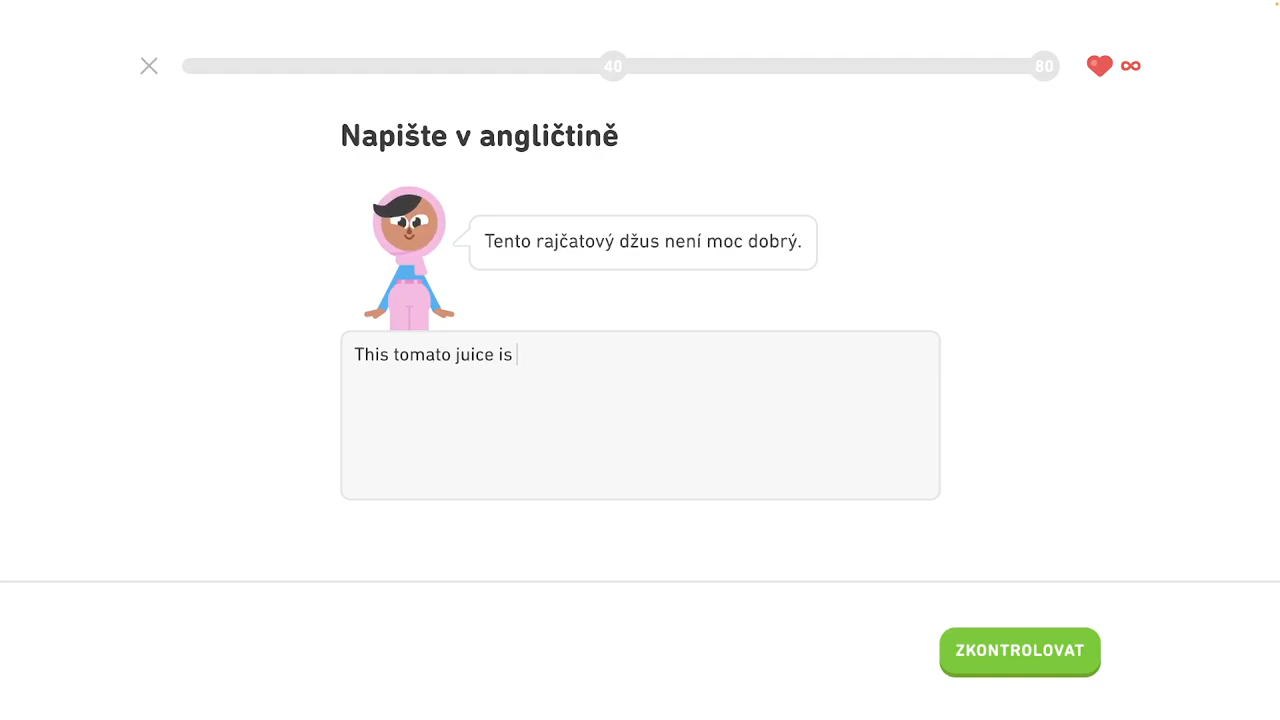 40
80
Napište v angličtině
Tento rajčatový džus není moc dobrý.
This tomato juice is
ZKONTROLOVAT